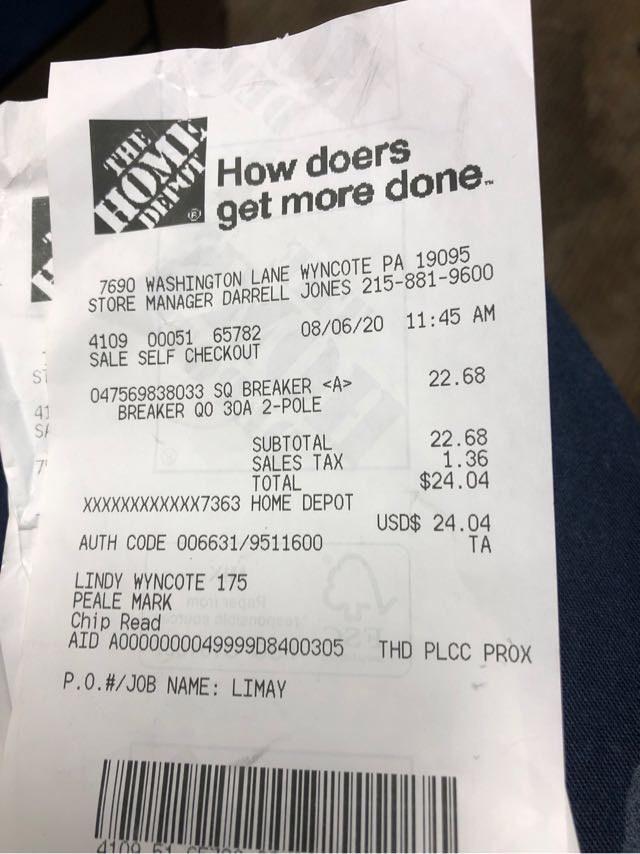 THE
HOME
DEPOT
®
How doers
get more done.™
7690 WASHINGTON LANE WYNCOTE PA 19095
STORE MANAGER DARRELL JONES 215-881-9600
4109 00051 65782 08/06/20 11:45 AM
SALE SELF CHECKOUT
047569838033 SQ BREAKER <A> 22.68
BREAKER QO 30A 2-POLE
SUBTOTAL 22.68
SALES TAX 1.36
TOTAL $24.04
XXXXXXXXXXXX7363 HOME DEPOT
USD$ 24.04
AUTH CODE 006631/9511600 TA
LINDY WYNCOTE 175
PEALE MARK
Chip Read
AID A0000000049999D8400305 THD PLCC PROX
P.O.#/JOB NAME: LIMAY